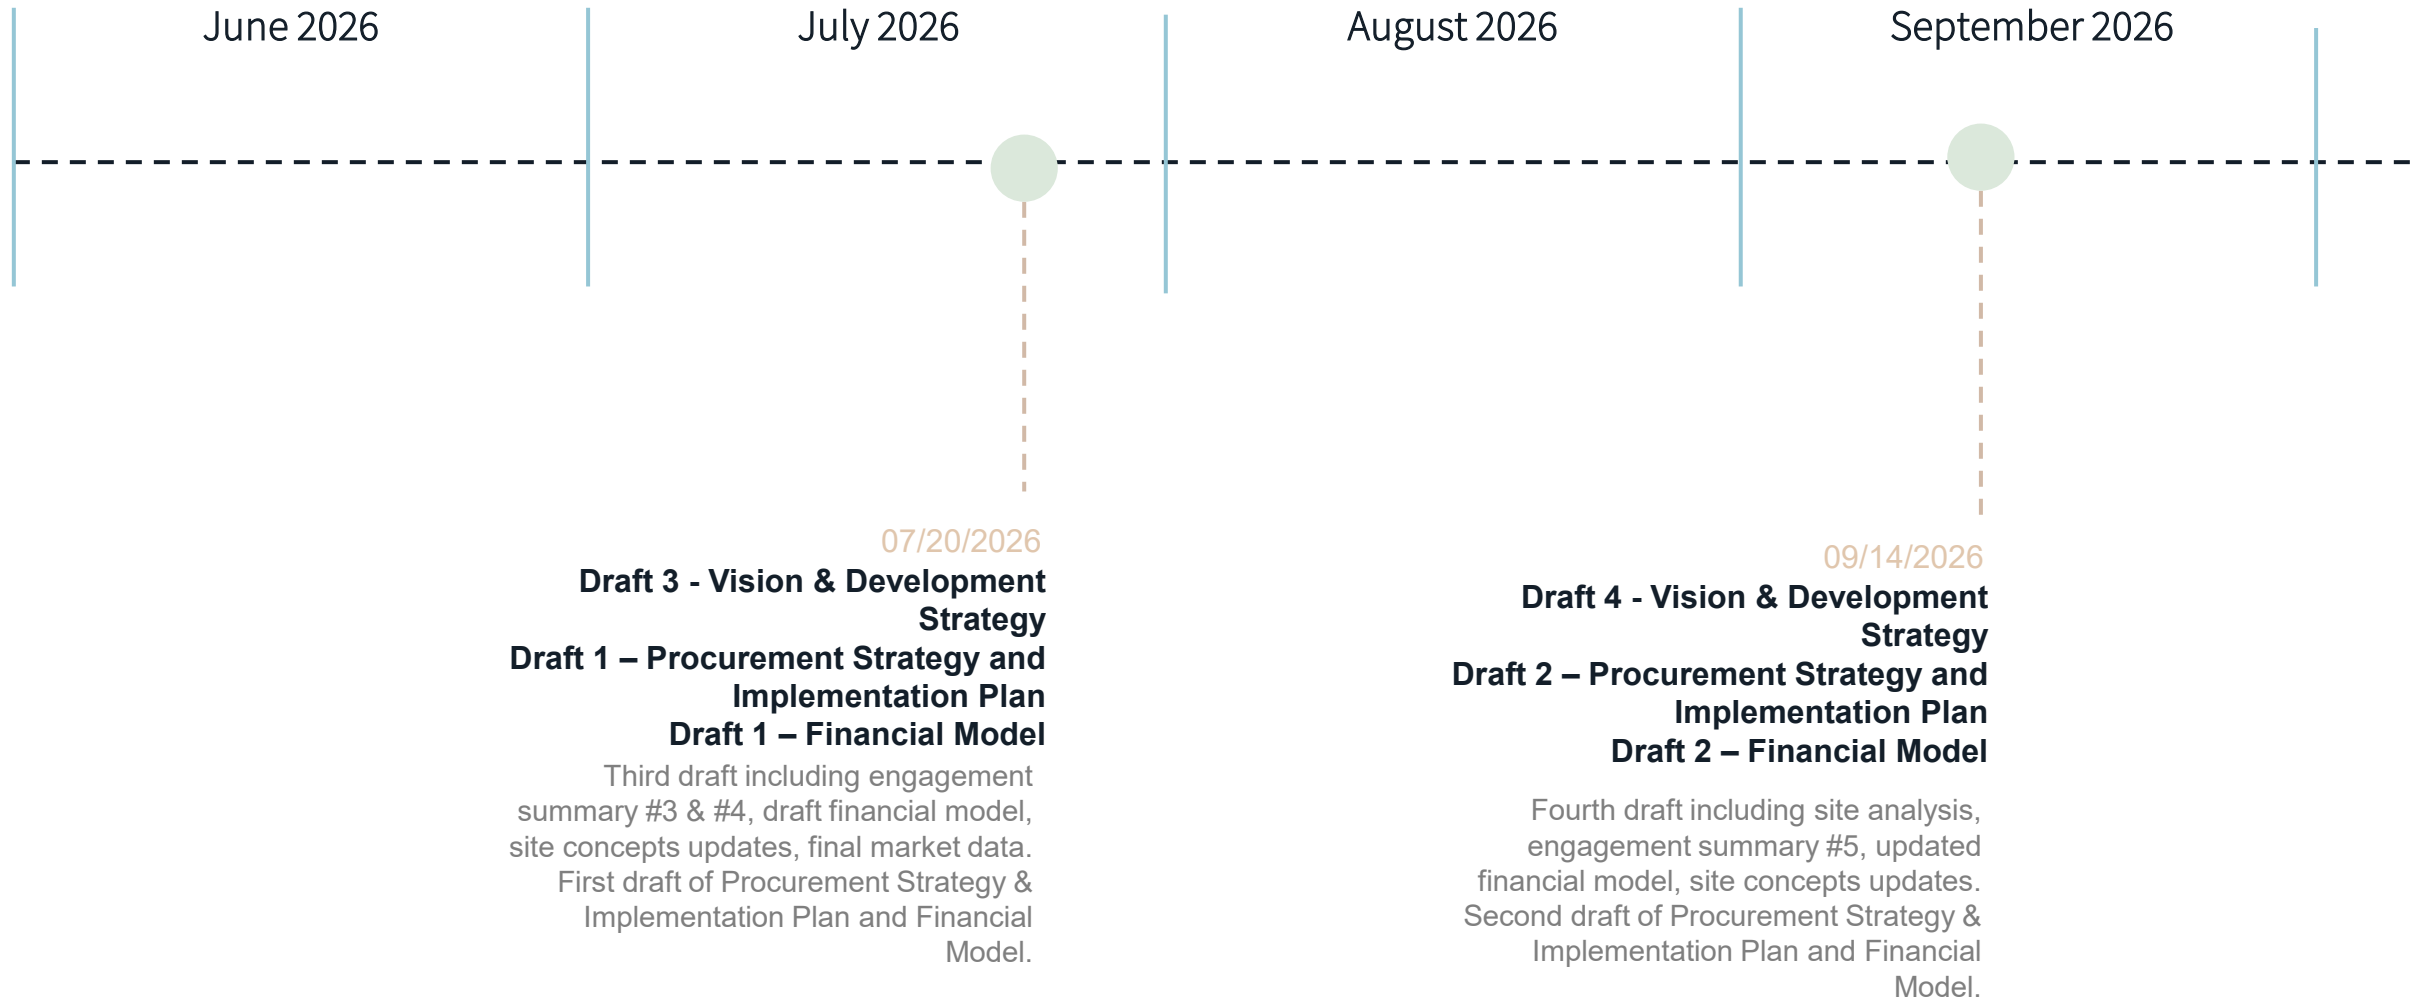 June 2026
July 2026
August 2026
September 2026
07/20/2026
Draft 3 - Vision & Development
Strategy
Draft 1 – Procurement Strategy and
Implementation Plan
Draft 1 – Financial Model
Third draft including engagement
summary #3 & #4, draft financial model,
site concepts updates, final market data.
First draft of Procurement Strategy &
Implementation Plan and Financial
Model.
09/14/2026
Draft 4 - Vision & Development
Strategy
Draft 2 – Procurement Strategy and
Implementation Plan
Draft 2 – Financial Model
Fourth draft including site analysis,
engagement summary #5, updated
financial model, site concepts updates.
Second draft of Procurement Strategy &
Implementation Plan and Financial
Model.